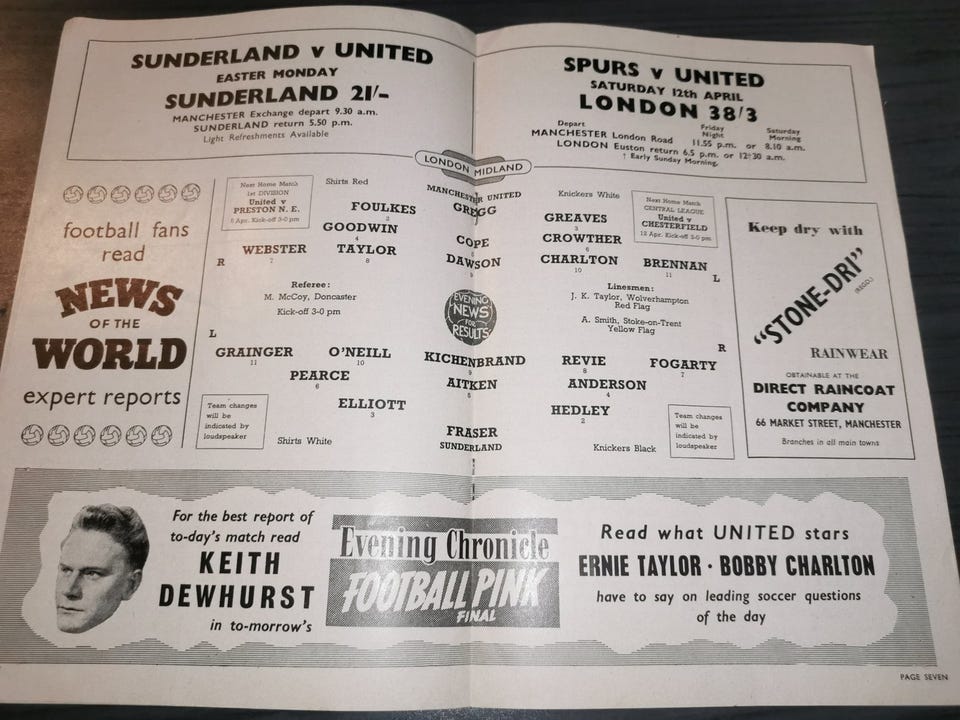 SUNDERLAND v UNITED
EASTER MONDAY
SUNDERLAND 21/-
MANCHESTER Exchange depart 9.30 a.m.
SUNDERLAND return 5.50 p.m.
Light Refreshments Available
SPURS v UNITED
SATURDAY 12th APRIL
LONDON 38/3
Depart Friday Night Saturday Morning
MANCHESTER London Road 11.55 p.m. or 8.10 a.m.
LONDON Euston return 6.5 p.m. or 12†30 a.m.
† Early Sunday Morning.
LONDON MIDLAND
football fans
read
NEWS
OF THE
WORLD
expert reports
Next Home Match
1st DIVISION
United v
PRESTON N. E.
5 Apr. Kick-off 3-0 pm
Shirts Red
MANCHESTER UNITED
Knickers White
Next Home Match
CENTRAL LEAGUE
United v
CHESTERFIELD
12 Apr. Kick-off 3-0 pm
GREGG
1
FOULKES
2
GREAVES
3
GOODWIN
4
COPE
5
CROWTHER
6
WEBSTER
7
TAYLOR
8
DAWSON
9
CHARLTON
10
BRENNAN
11
R
L
Referee:
M. McCoy, Doncaster
Kick-off 3-0 pm
EVENING
NEWS
FOR
RESULTS
Linesmen:
J. K. Taylor, Wolverhampton
Red Flag
A. Smith, Stoke-on-Trent
Yellow Flag
L
R
GRAINGER
11
O'NEILL
10
KICHENBRAND
9
REVIE
8
FOGARTY
7
PEARCE
6
AITKEN
5
ANDERSON
4
ELLIOTT
3
HEDLEY
2
FRASER
SUNDERLAND
Team changes
will be
indicated by
loudspeaker
Shirts White
Knickers Black
Team changes
will be
indicated by
loudspeaker
Keep dry with
"STONE-DRI"
(REGD.)
RAINWEAR
OBTAINABLE AT THE
DIRECT RAINCOAT
COMPANY
66 MARKET STREET, MANCHESTER
Branches in all main towns
For the best report of
to-day's match read
KEITH
DEWHURST
in to-morrow's
Evening Chronicle
FOOTBALL PINK
FINAL
Read what UNITED stars
ERNIE TAYLOR · BOBBY CHARLTON
have to say on leading soccer questions
of the day
PAGE SEVEN